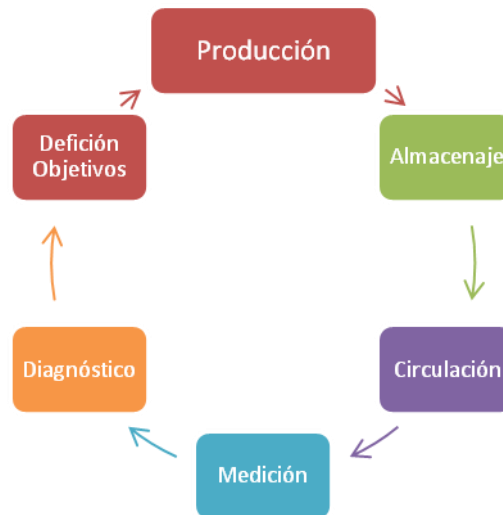 Producción
Almacenaje
Circulación
Medición
Diagnóstico
Defición
Objetivos